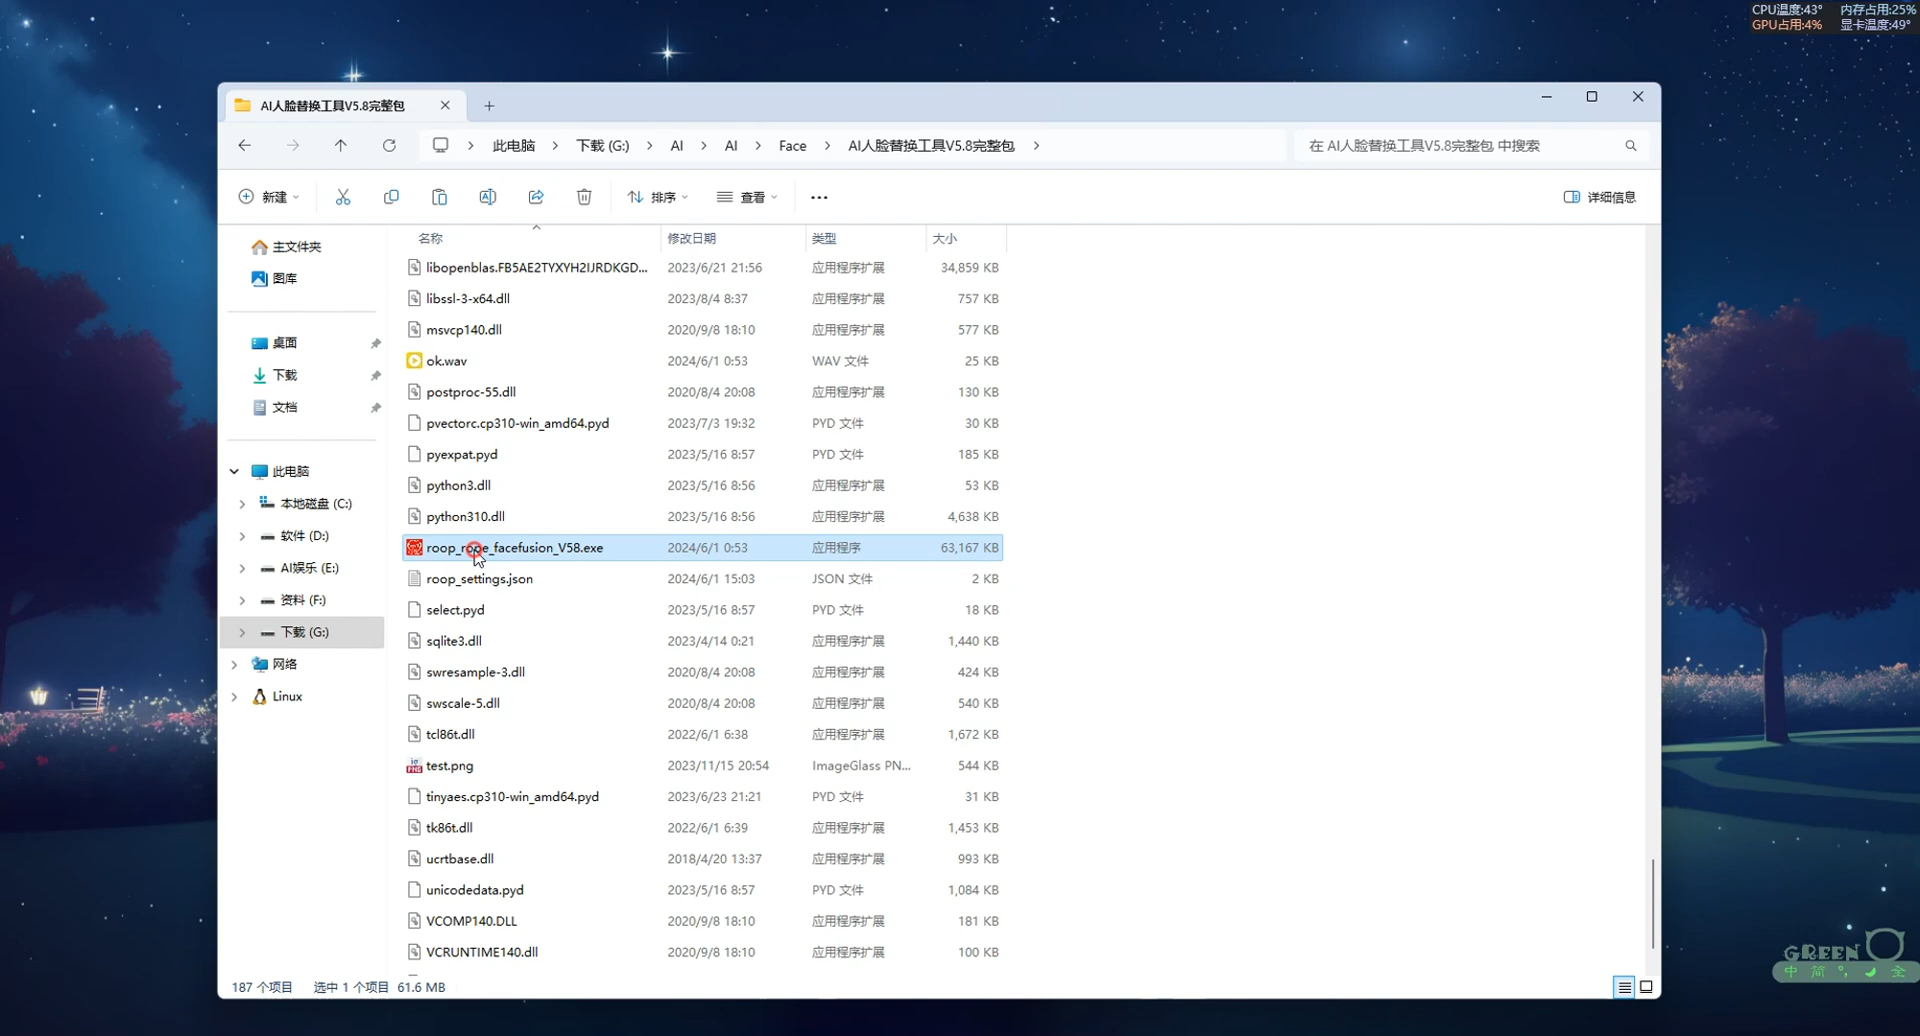 CPU温度:43° 内存占用:25%
GPU占用:4% 显卡温度:49°
AI人脸替换工具V5.8完整包
此电脑 下载 (G:) AI AI Face AI人脸替换工具V5.8完整包
在 AI人脸替换工具V5.8完整包 中搜索
新建 排序 查看 详细信息
主文件夹
图库
桌面
下载
文档
此电脑
本地磁盘 (C:)
软件 (D:)
AI娱乐 (E:)
资料 (F:)
下载 (G:)
网络
Linux
名称 修改日期 类型 大小
libopenblas.FB5AE2TYXYH2IJRDKGD... 2023/6/21 21:56 应用程序扩展 34,859 KB
libssl-3-x64.dll 2023/8/4 8:37 应用程序扩展 757 KB
msvcp140.dll 2020/9/8 18:10 应用程序扩展 577 KB
ok.wav 2024/6/1 0:53 WAV 文件 25 KB
postproc-55.dll 2020/8/4 20:08 应用程序扩展 130 KB
pvectorc.cp310-win_amd64.pyd 2023/7/3 19:32 PYD 文件 30 KB
pyexpat.pyd 2023/5/16 8:57 PYD 文件 185 KB
python3.dll 2023/5/16 8:56 应用程序扩展 53 KB
python310.dll 2023/5/16 8:56 应用程序扩展 4,638 KB
roop_rope_facefusion_V58.exe 2024/6/1 0:53 应用程序 63,167 KB
roop_settings.json 2024/6/1 15:03 JSON 文件 2 KB
select.pyd 2023/5/16 8:57 PYD 文件 18 KB
sqlite3.dll 2023/4/14 0:21 应用程序扩展 1,440 KB
swresample-3.dll 2020/8/4 20:08 应用程序扩展 424 KB
swscale-5.dll 2020/8/4 20:08 应用程序扩展 540 KB
tcl86t.dll 2022/6/1 6:38 应用程序扩展 1,672 KB
test.png 2023/11/15 20:54 ImageGlass PN... 544 KB
tinyaes.cp310-win_amd64.pyd 2023/6/23 21:21 PYD 文件 31 KB
tk86t.dll 2022/6/1 6:39 应用程序扩展 1,453 KB
ucrtbase.dll 2018/4/20 13:37 应用程序扩展 993 KB
unicodedata.pyd 2023/5/16 8:57 PYD 文件 1,084 KB
VCOMP140.DLL 2020/9/8 18:10 应用程序扩展 181 KB
VCRUNTIME140.dll 2020/9/8 18:10 应用程序扩展 100 KB
187 个项目 选中 1 个项目 61.6 MB
GREEN
中 简 °, 全